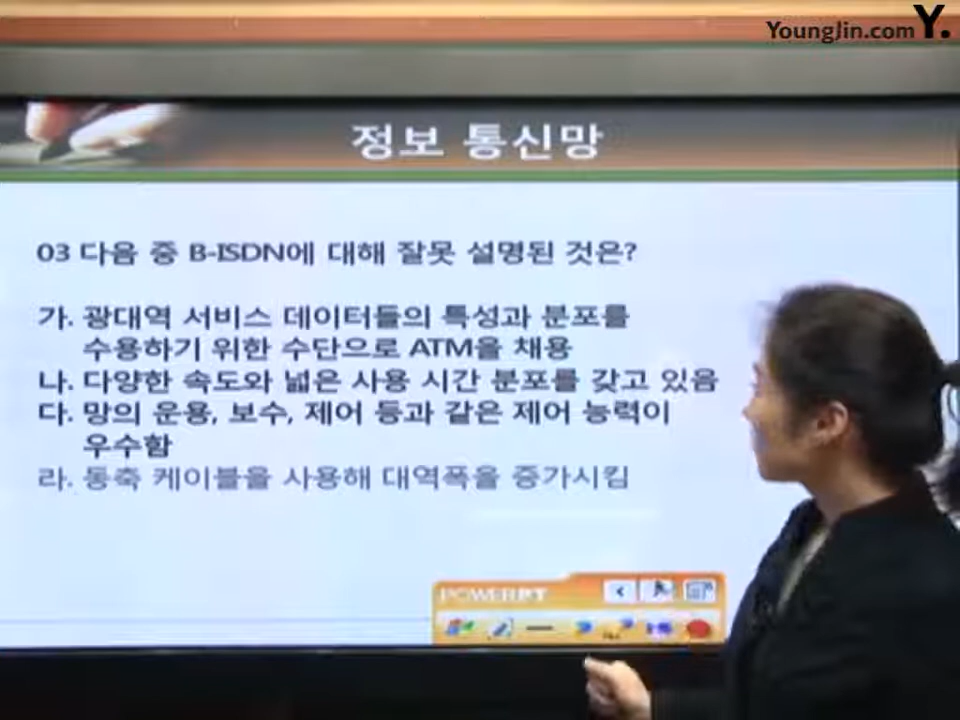 YoungJin.com Y.
정보 통신망
03 다음 중 B-ISDN에 대해 잘못 설명된 것은?
가. 광대역 서비스 데이터들의 특성과 분포를
수용하기 위한 수단으로 ATM을 채용
나. 다양한 속도와 넓은 사용 시간 분포를 갖고 있음
다. 망의 운용, 보수, 제어 등과 같은 제어 능력이
우수함
라. 동축 케이블을 사용해 대역폭을 증가시킴
POWERPT